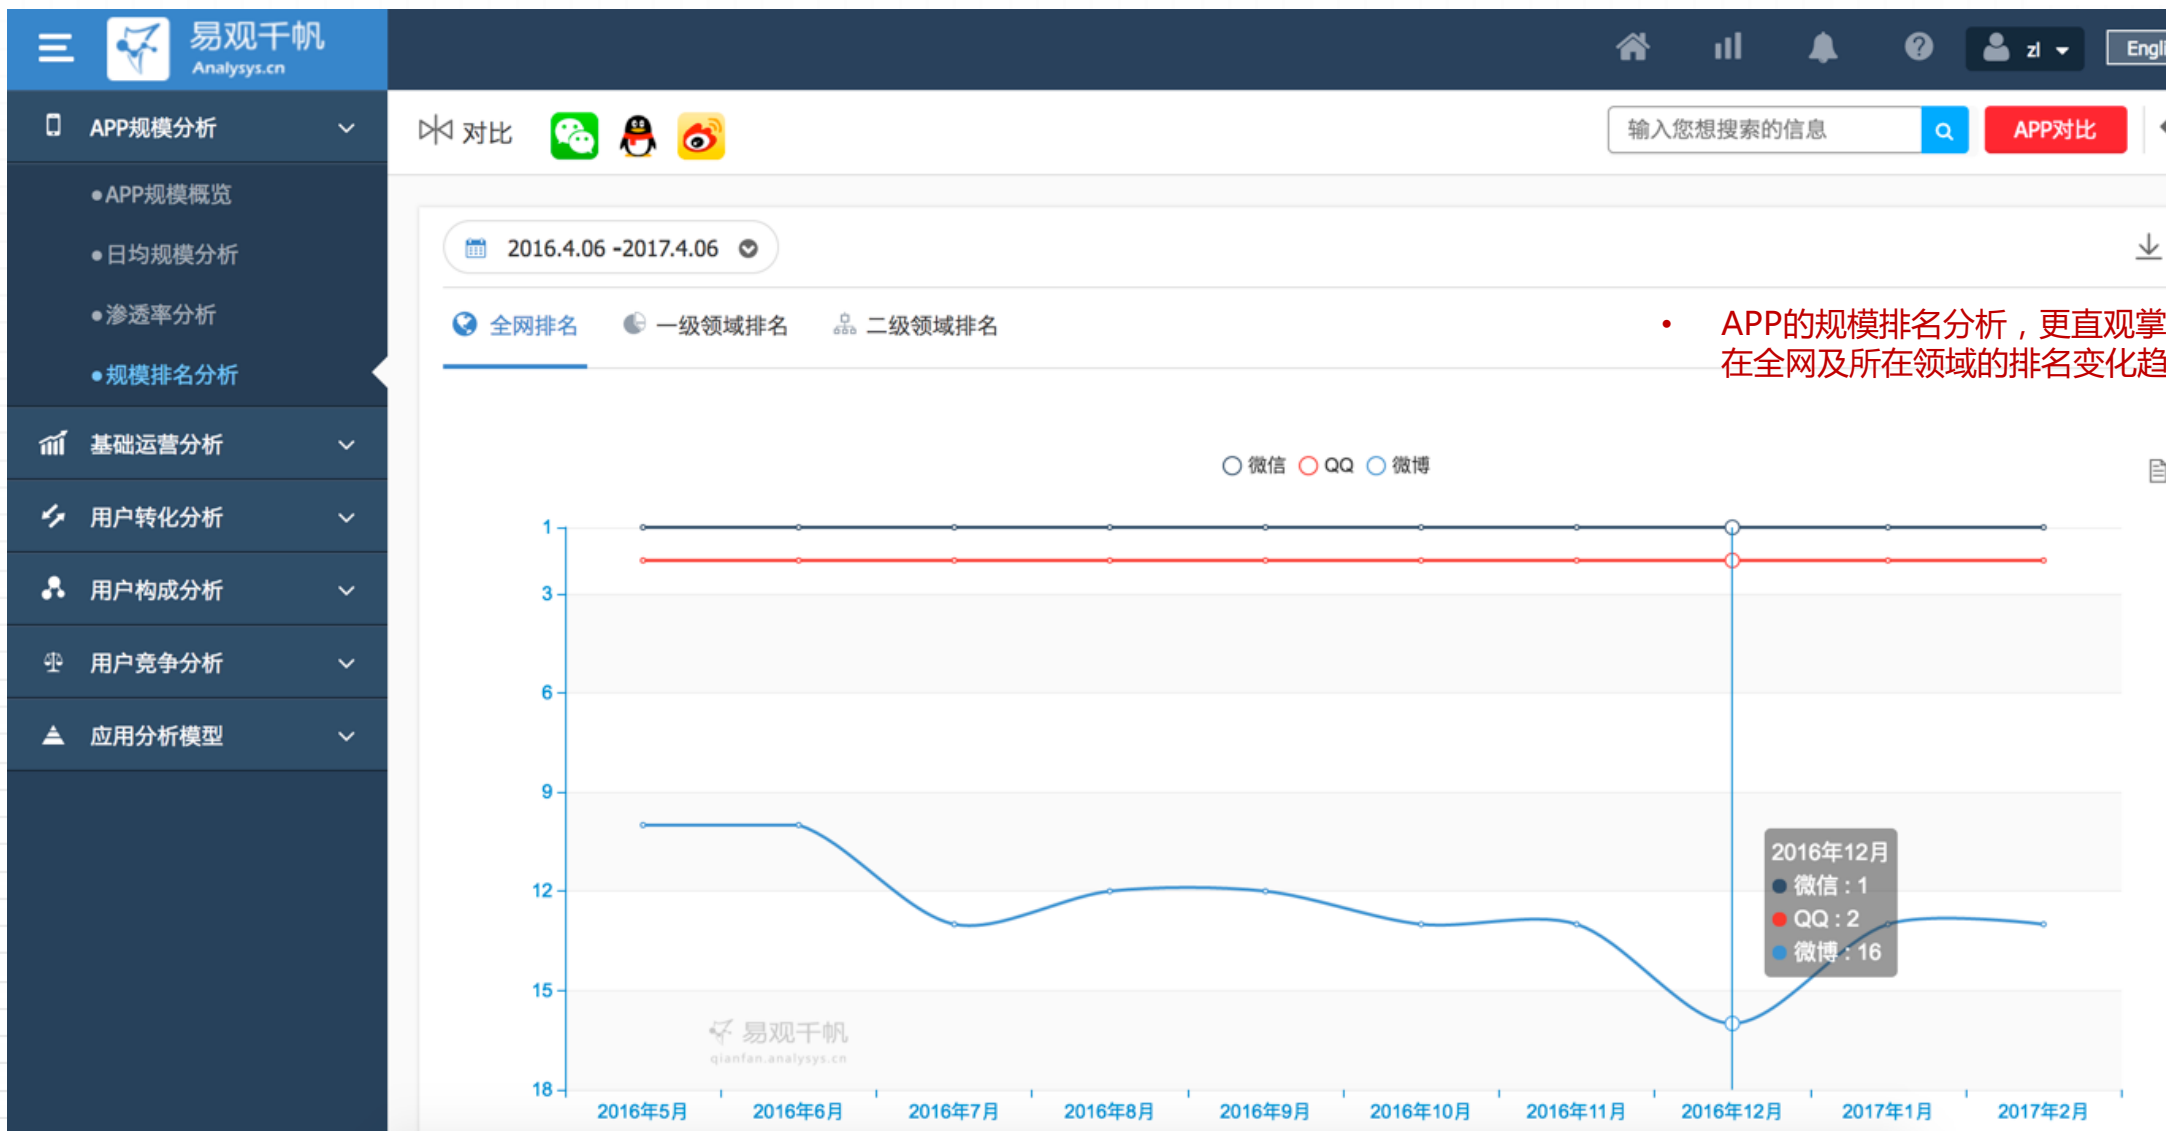 易观千帆
Analysys.cn
zl
Engli
APP规模分析
●APP规模概览
●日均规模分析
●渗透率分析
●规模排名分析
基础运营分析
用户转化分析
用户构成分析
用户竞争分析
应用分析模型
对比
输入您想搜索的信息
APP对比
2016.4.06 -2017.4.06
全网排名
一级领域排名
二级领域排名
• APP的规模排名分析，更直观掌
在全网及所在领域的排名变化趋
微信 QQ 微博
1
3
6
9
12
15
18
2016年12月
微信 : 1
QQ : 2
微博 : 16
易观千帆
qianfan.analysys.cn
2016年5月 2016年6月 2016年7月 2016年8月 2016年9月 2016年10月 2016年11月 2016年12月 2017年1月 2017年2月